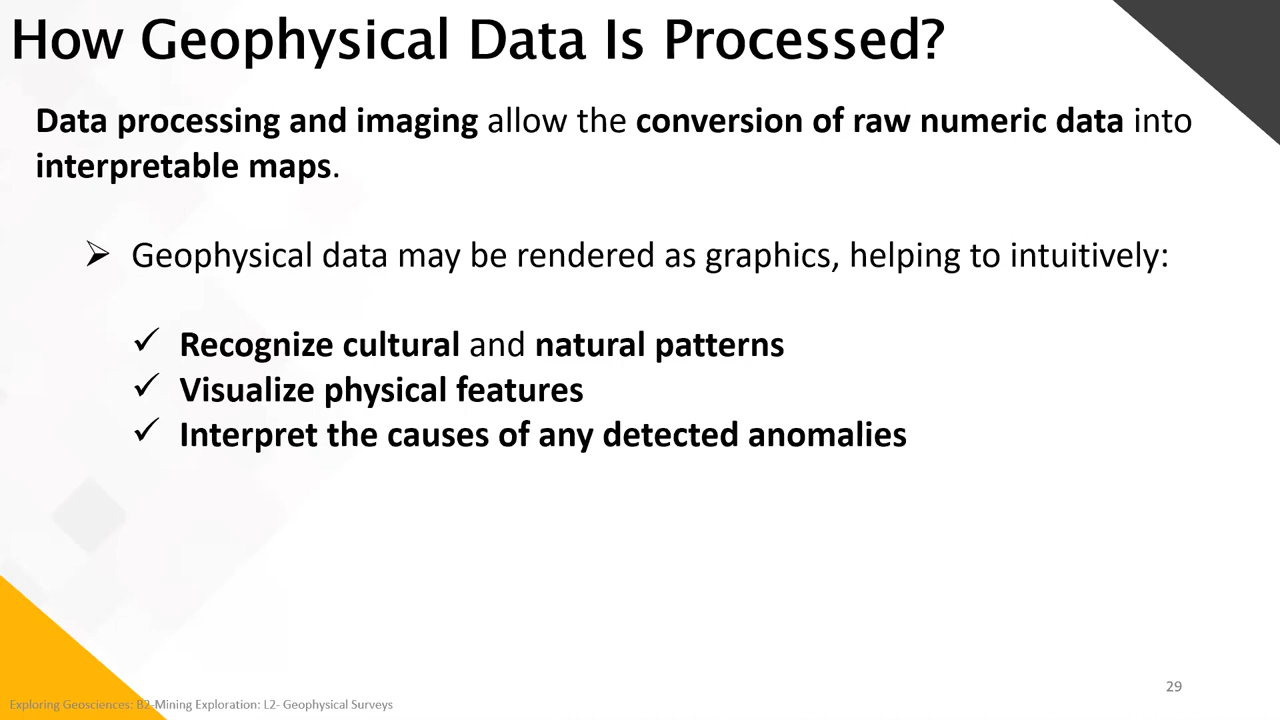 How Geophysical Data Is Processed?
Data processing and imaging allow the conversion of raw numeric data into
interpretable maps.
Geophysical data may be rendered as graphics, helping to intuitively:
Recognize cultural and natural patterns
Visualize physical features
Interpret the causes of any detected anomalies
29
Exploring Geosciences: B2-Mining Exploration: L2- Geophysical Surveys